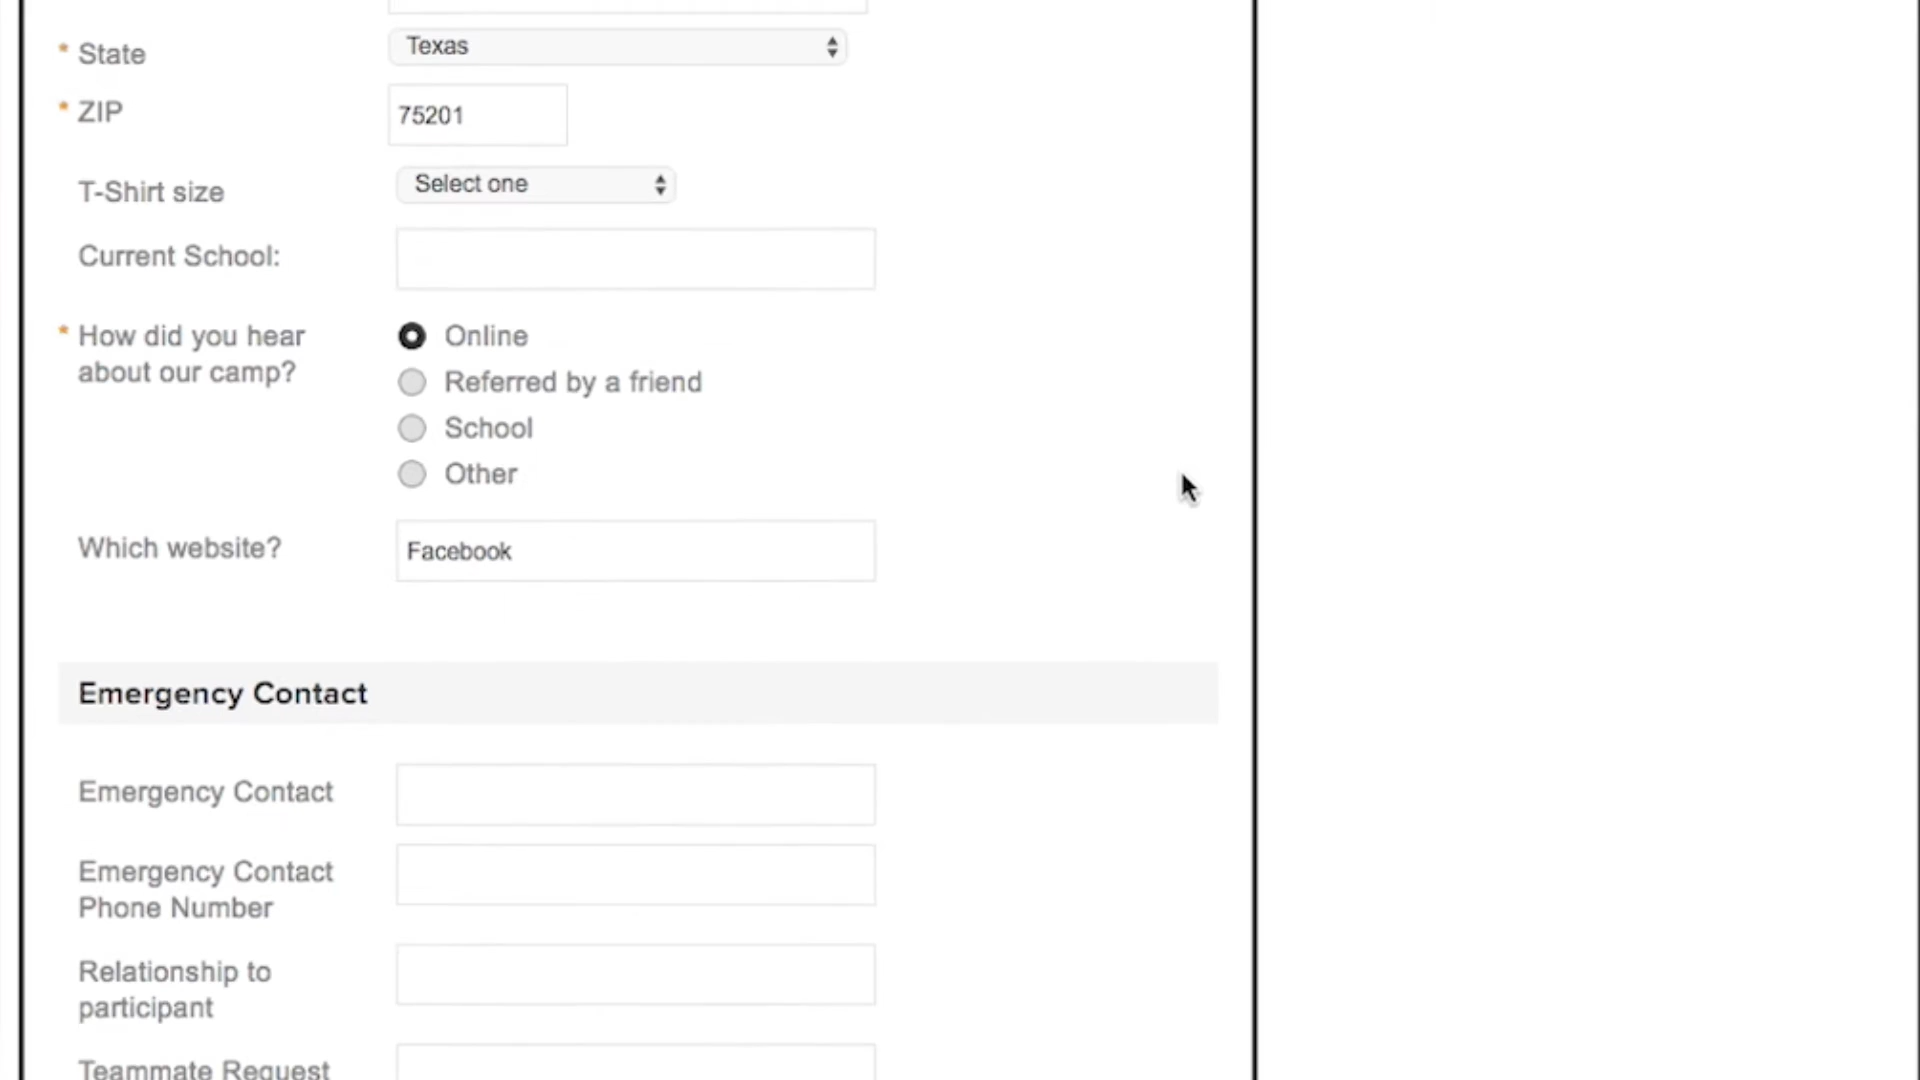 * State Texas
* ZIP 75201
T-Shirt size Select one
Current School:
* How did you hear Online
about our camp?
Referred by a friend
School
Other
Which website? Facebook
Emergency Contact
Emergency Contact
Emergency Contact
Phone Number
Relationship to
participant
Teammate Request